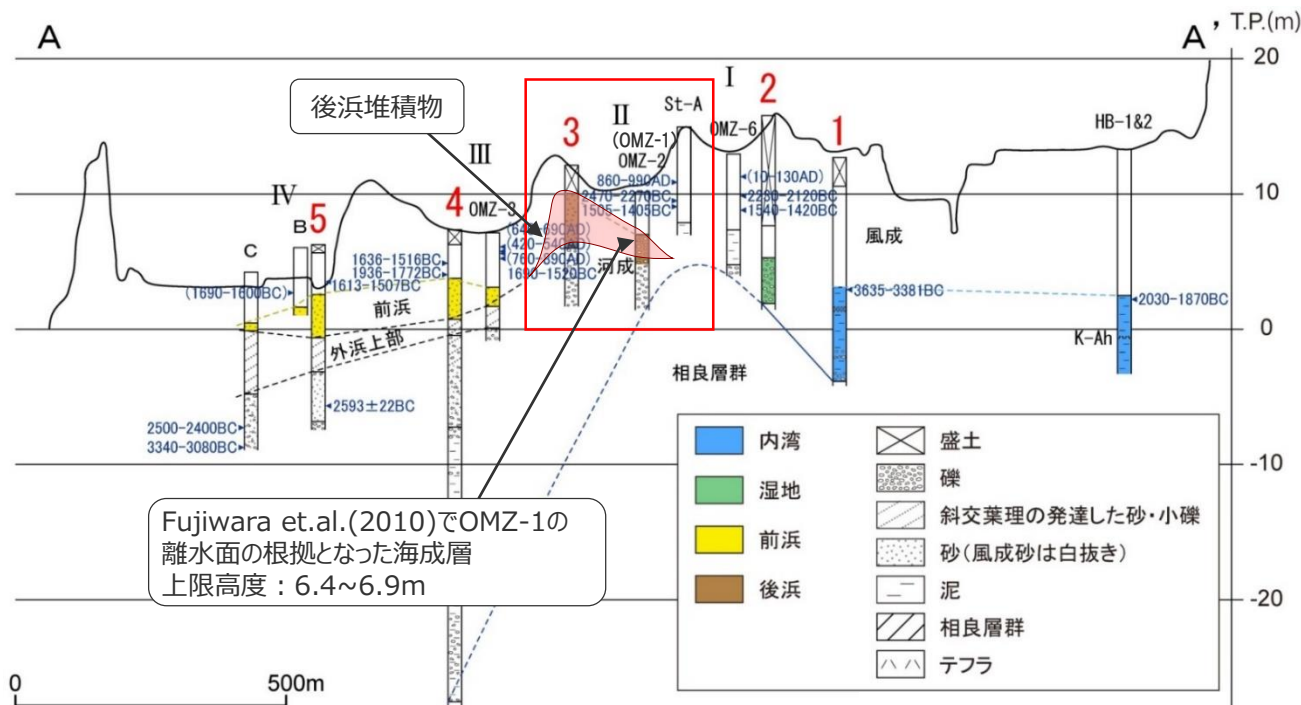 A
A'
T.P.(m)
20
10
0
-10
-20
後浜堆積物
I
II
(OMZ-1)
OMZ-2
St-A
OMZ-6
2
1
3
HB-1&2
III
IV
4
OMZ-3
B
5
C
860-990AD
2470-2270BC
1505-1405BC
(10-130AD)
2230-2120BC
1540-1420BC
風成
河成
1636-1516BC
1936-1772BC
1613-1507BC
(1690-1600BC)
1690-1520BC
前浜
外浜上部
3635-3381BC
2030-1870BC
K-Ah
相良層群
2593±22BC
2500-2400BC
3340-3080BC
Fujiwara et.al.(2010)でOMZ-1の
離水面の根拠となった海成層
上限高度：6.4~6.9m
内湾
湿地
前浜
後浜
盛土
礫
斜交葉理の発達した砂・小礫
砂(風成砂は白抜き)
泥
相良層群
テフラ
0
500m